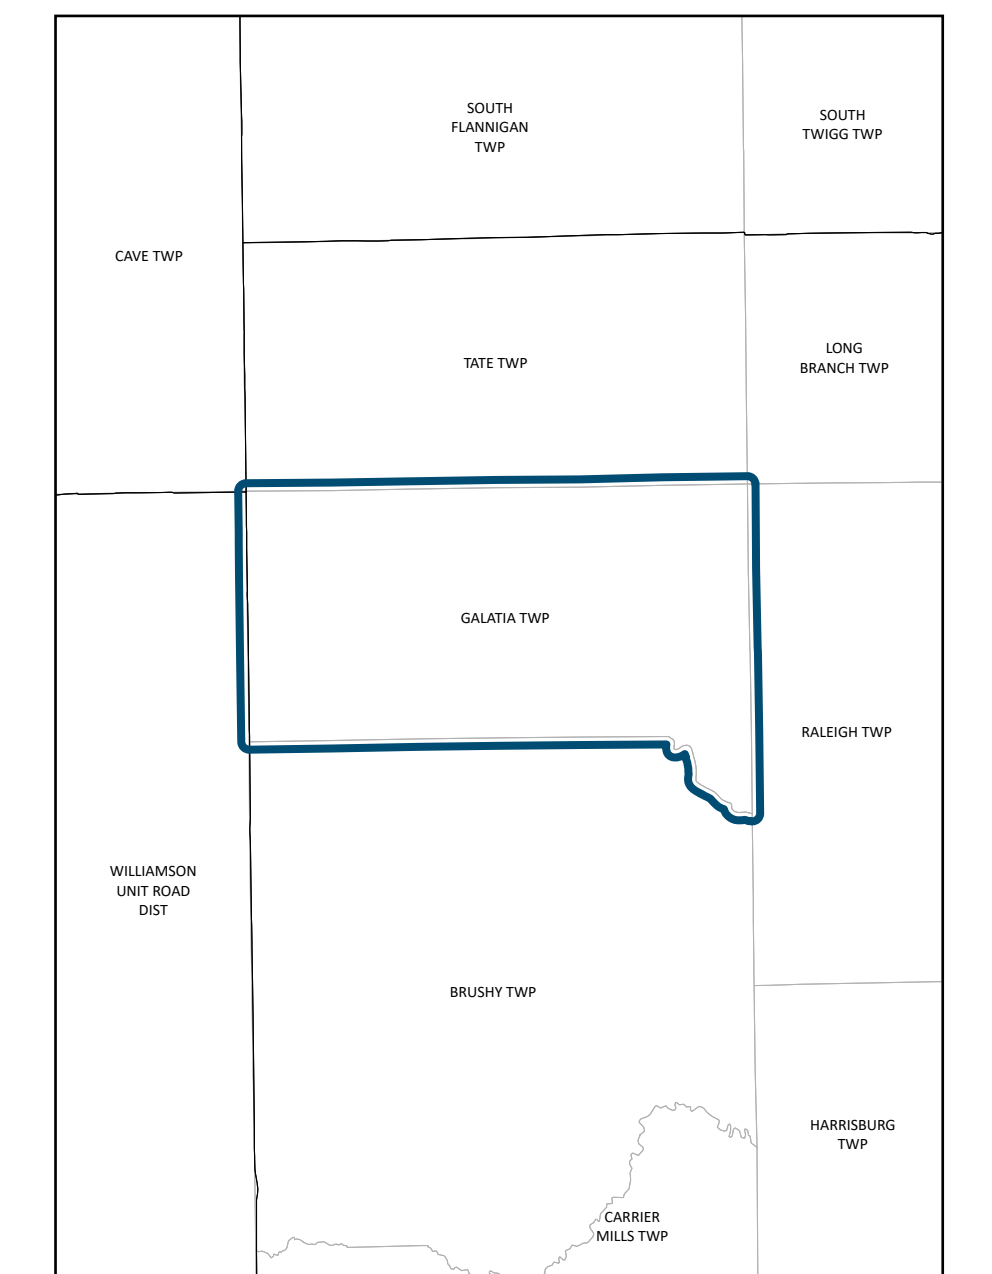 SOUTH
FLANNIGAN
TWP
SOUTH
TWIGG TWP
CAVE TWP
TATE TWP
LONG
BRANCH TWP
GALATIA TWP
RALEIGH TWP
WILLIAMSON
UNIT ROAD
DIST
BRUSHY TWP
HARRISBURG
TWP
CARRIER
MILLS TWP